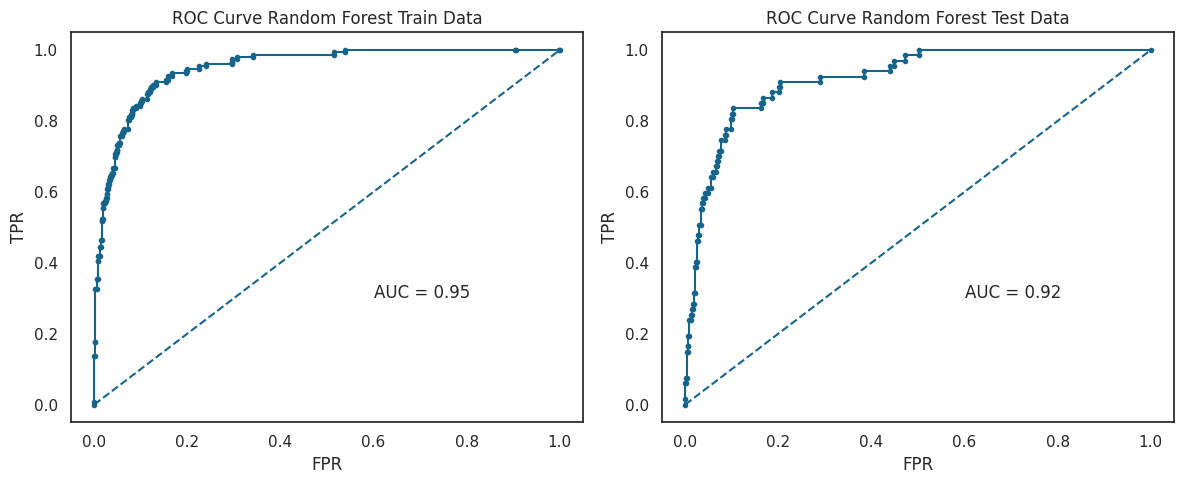 ROC Curve Random Forest Train Data
TPR
1.0
0.8
0.6
0.4
0.2
0.0
AUC = 0.95
0.0 0.2 0.4 0.6 0.8 1.0
FPR
ROC Curve Random Forest Test Data
TPR
1.0
0.8
0.6
0.4
0.2
0.0
AUC = 0.92
0.0 0.2 0.4 0.6 0.8 1.0
FPR